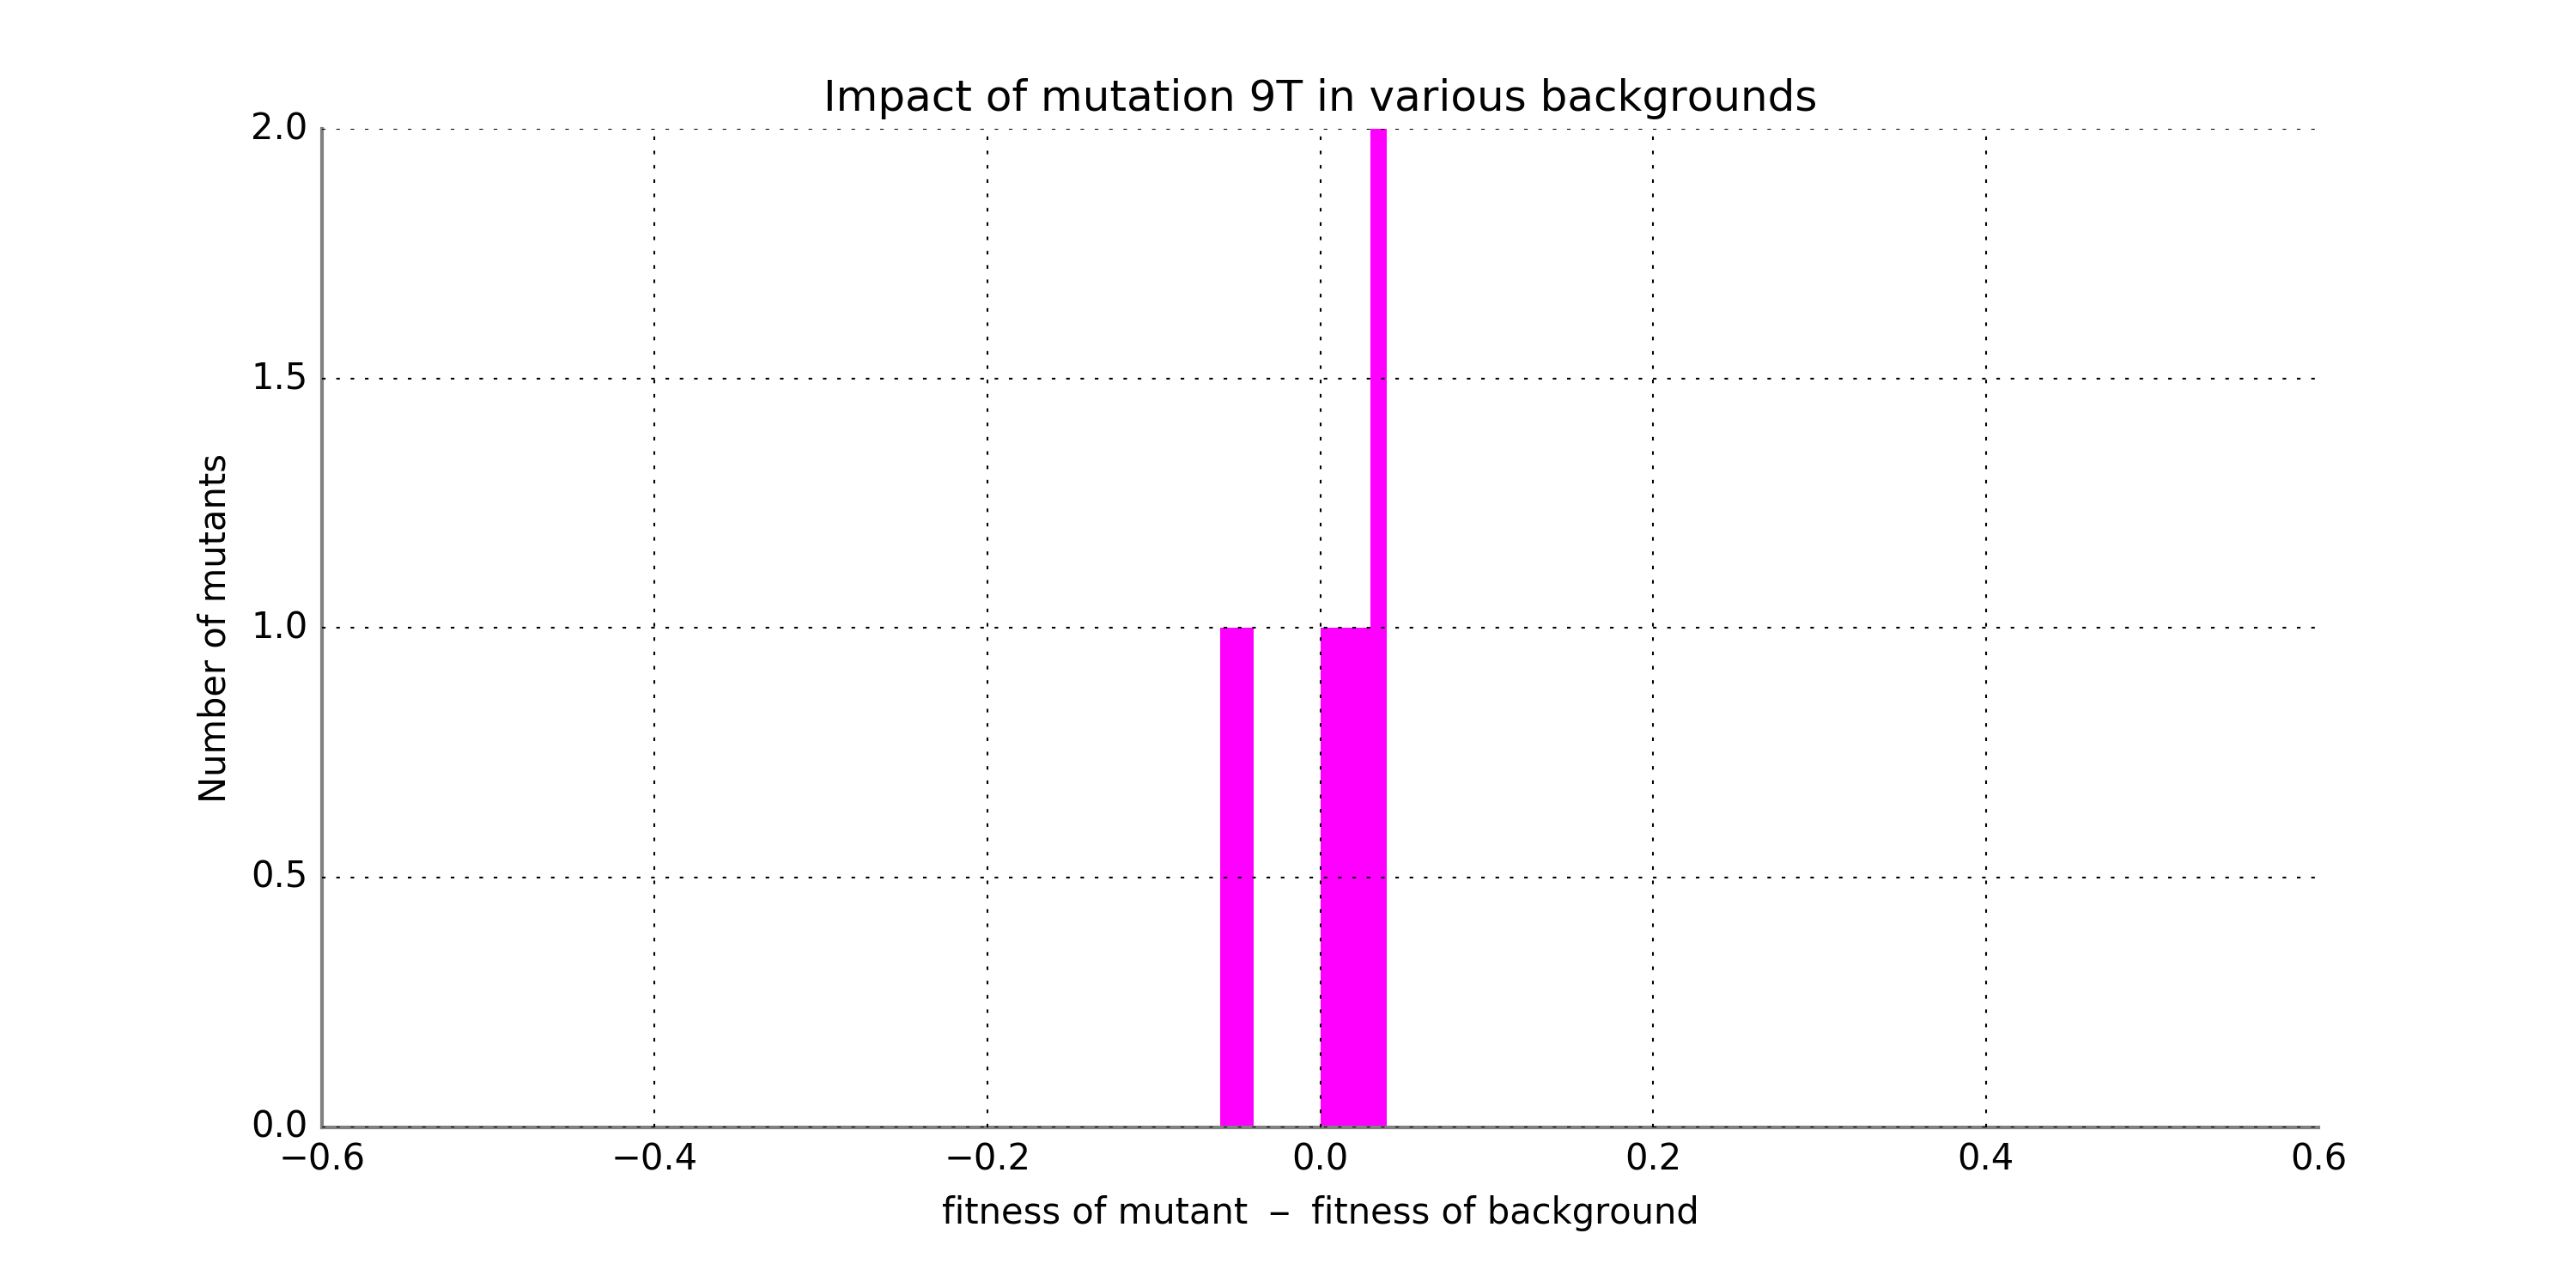 Impact of mutation 9T in various backgrounds
2.0
1.5
1.0
0.5
0.0
Number of mutants
−0.6 −0.4 −0.2 0.0 0.2 0.4 0.6
fitness of mutant − fitness of background